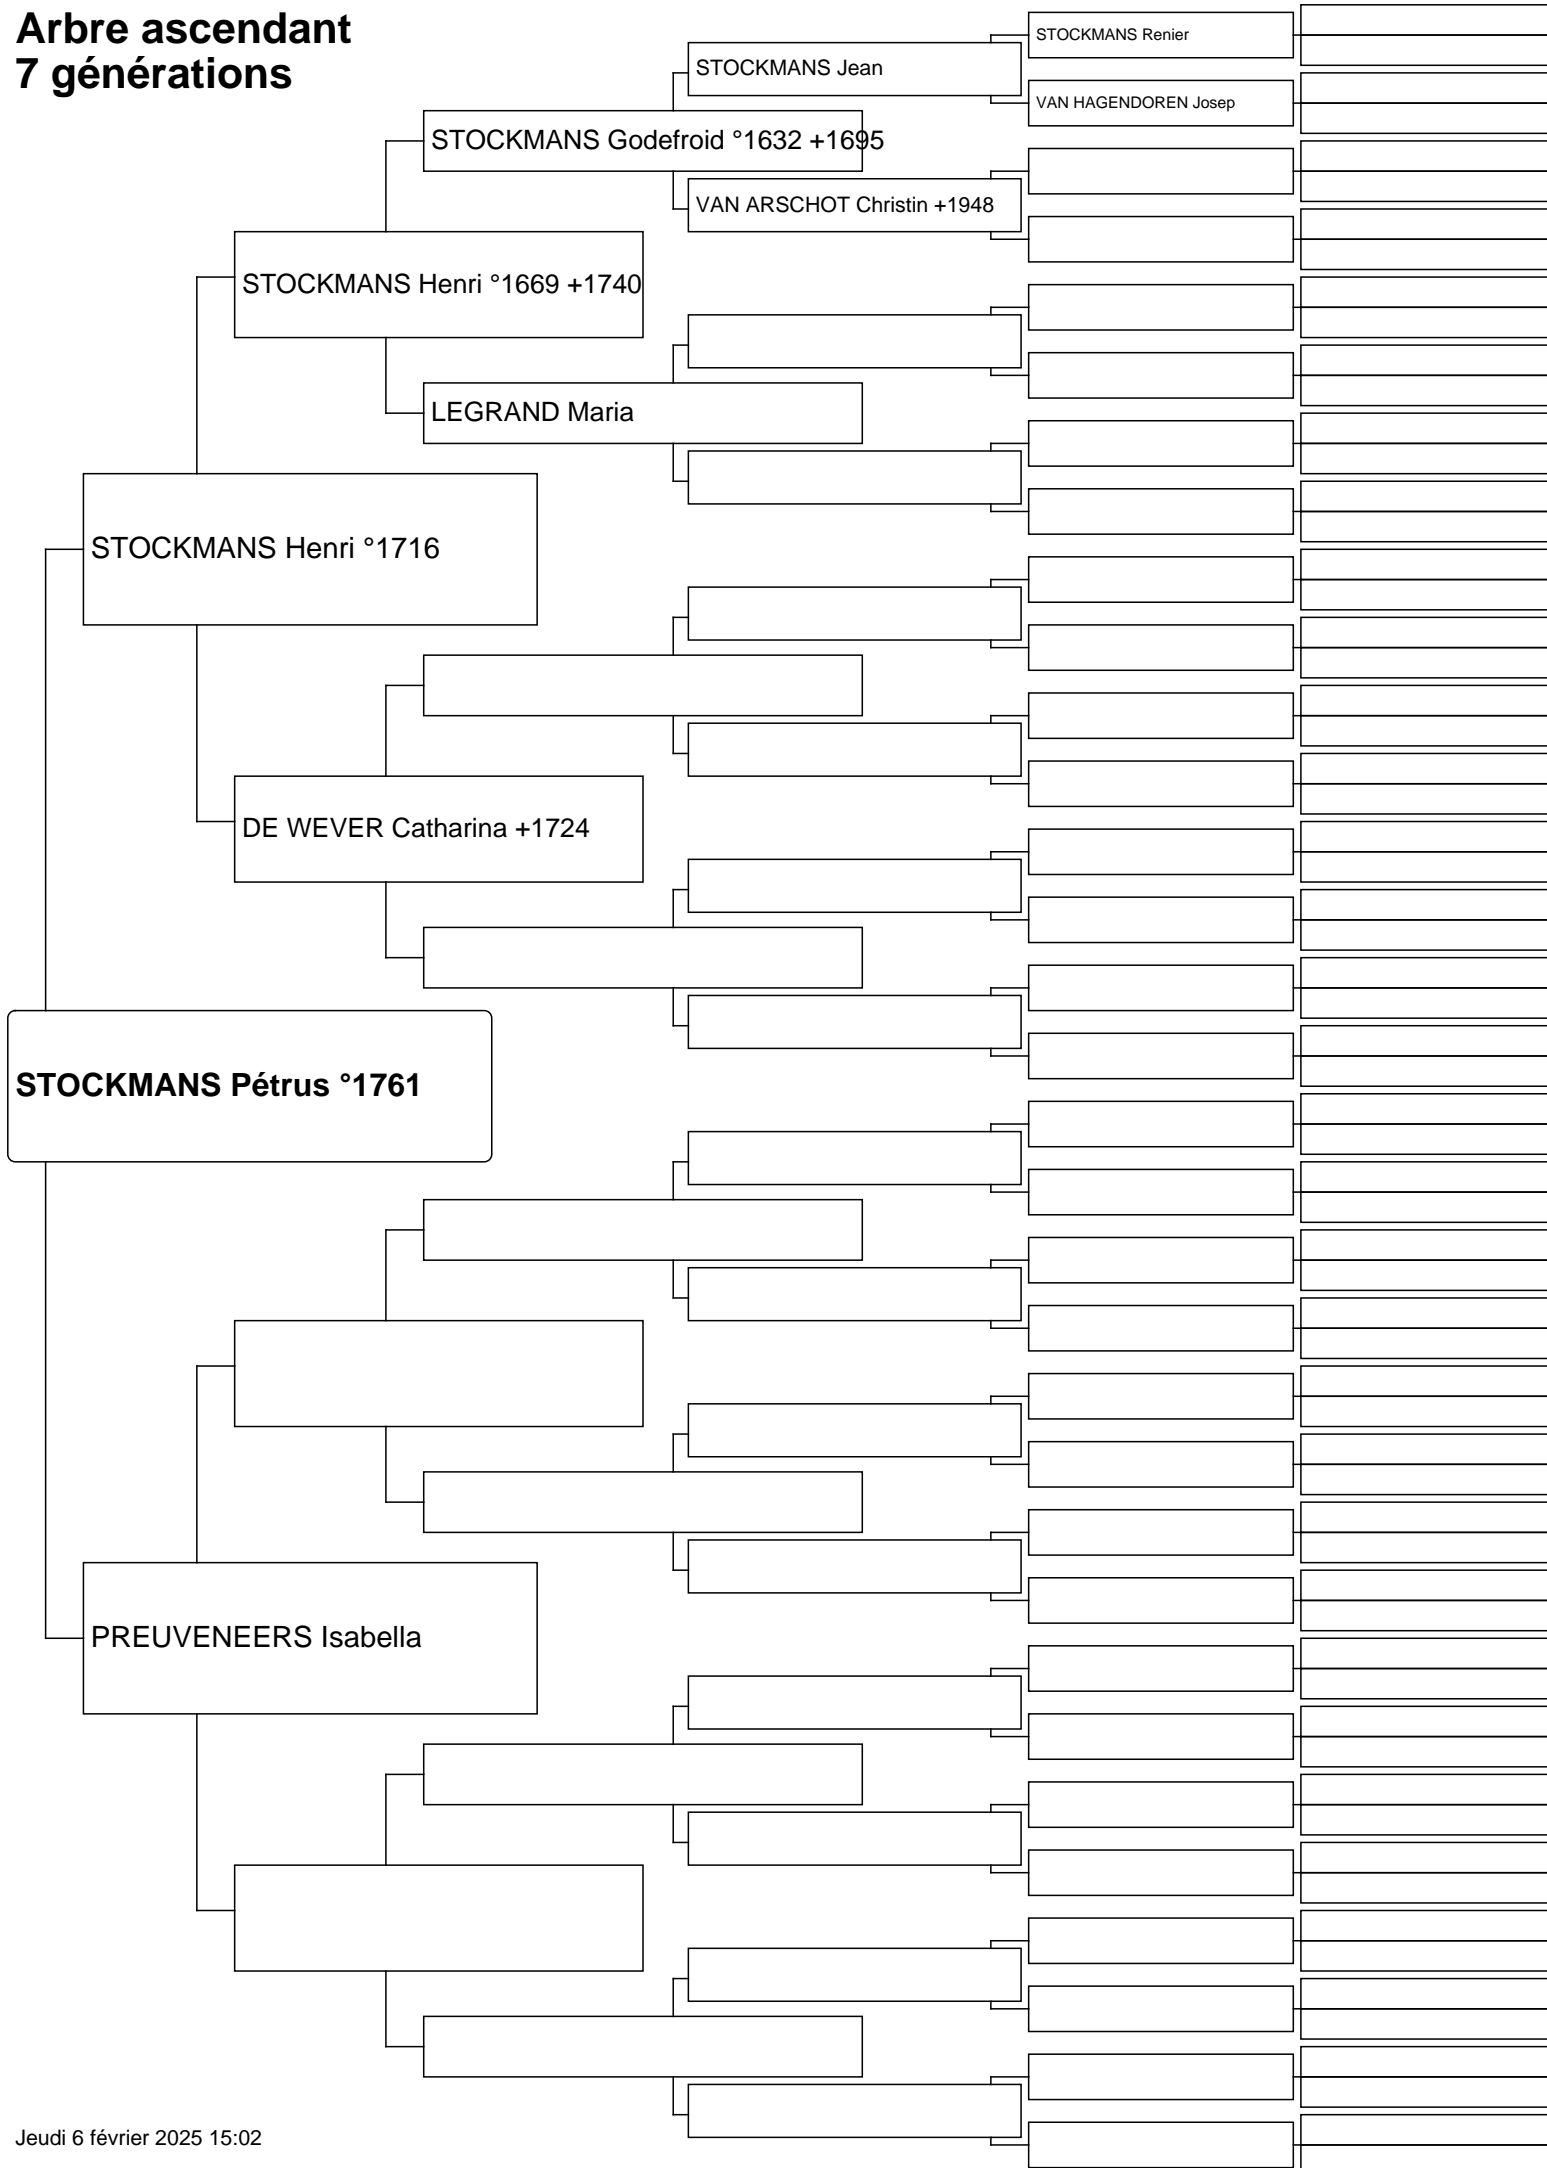 Arbre ascendant
7 générations
STOCKMANS Renier
STOCKMANS Jean
VAN HAGENDOREN Josep
STOCKMANS Godefroid °1632 +1695
VAN ARSCHOT Christin +1948
STOCKMANS Henri °1669 +1740
LEGRAND Maria
STOCKMANS Henri °1716
DE WEVER Catharina +1724
STOCKMANS Pétrus °1761
PREUVENEERS Isabella
Jeudi 6 février 2025 15:02